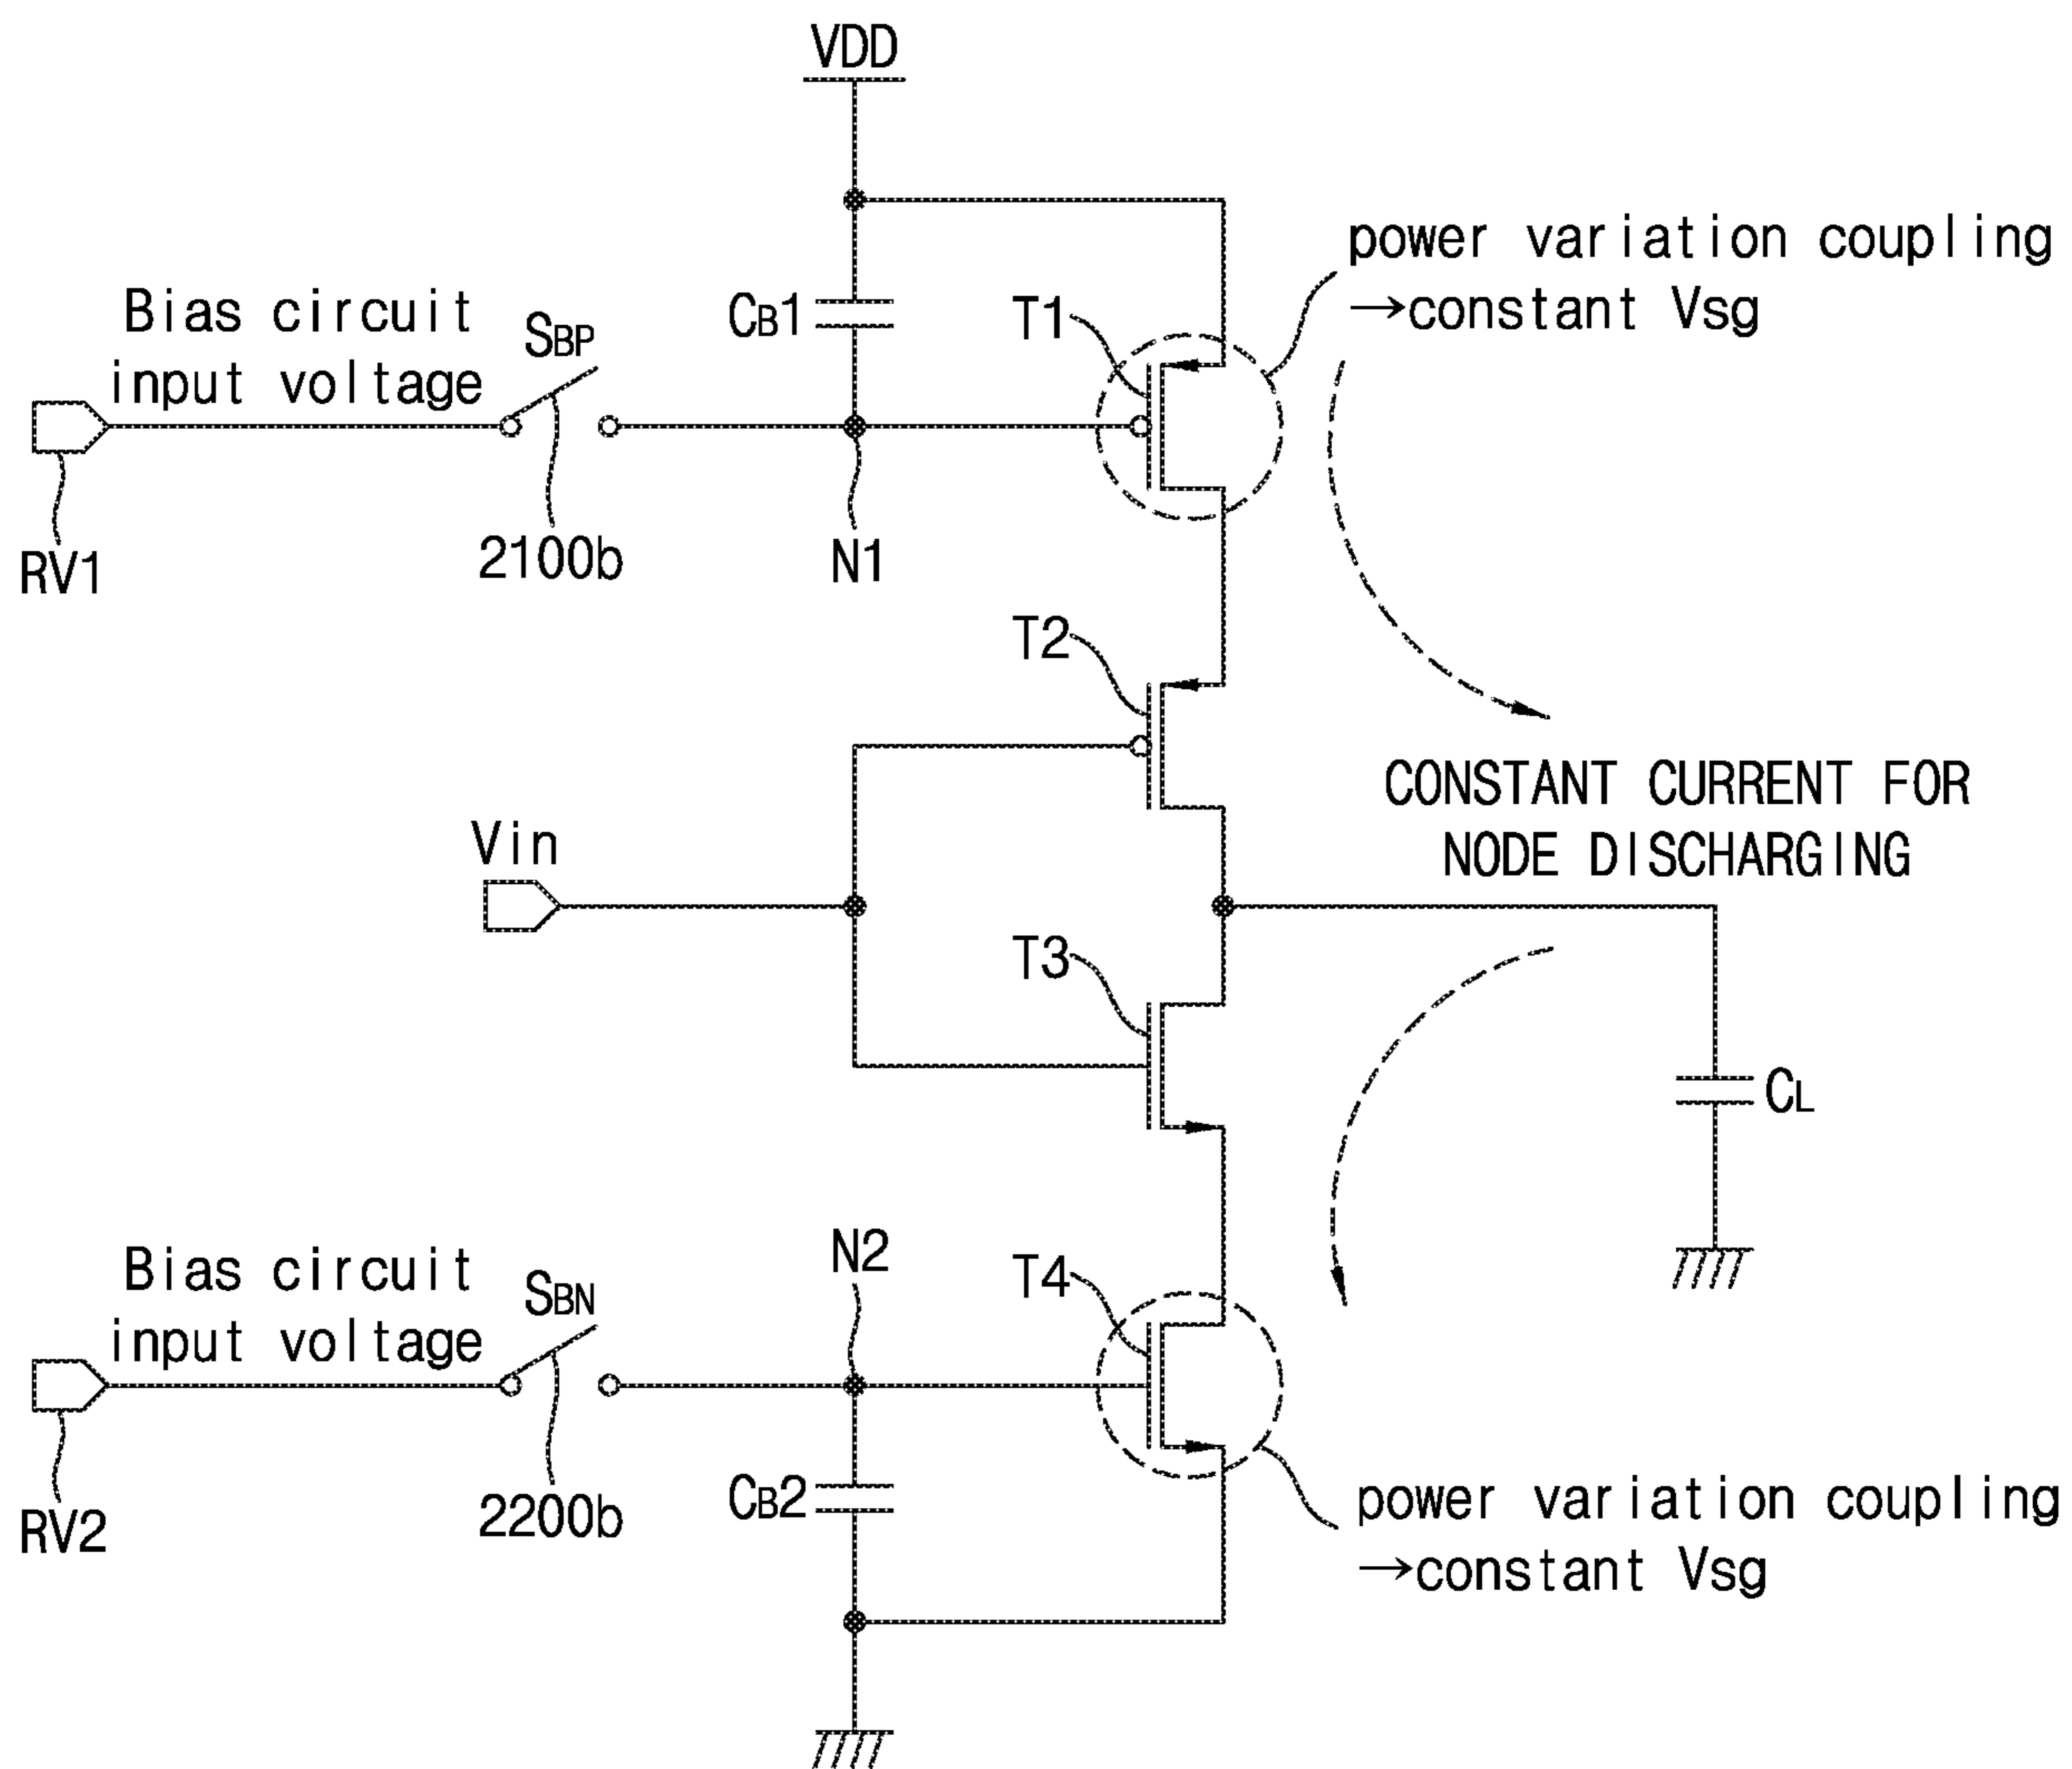 VDD
power variation coupling
→constant Vsg
Bias circuit
input voltage
SBP
CB1
T1
RV1
2100b
N1
T2
CONSTANT CURRENT FOR
NODE DISCHARGING
Vin
T3
CL
Bias circuit
input voltage
SBN
N2
T4
RV2
2200b
CB2
power variation coupling
→constant Vsg